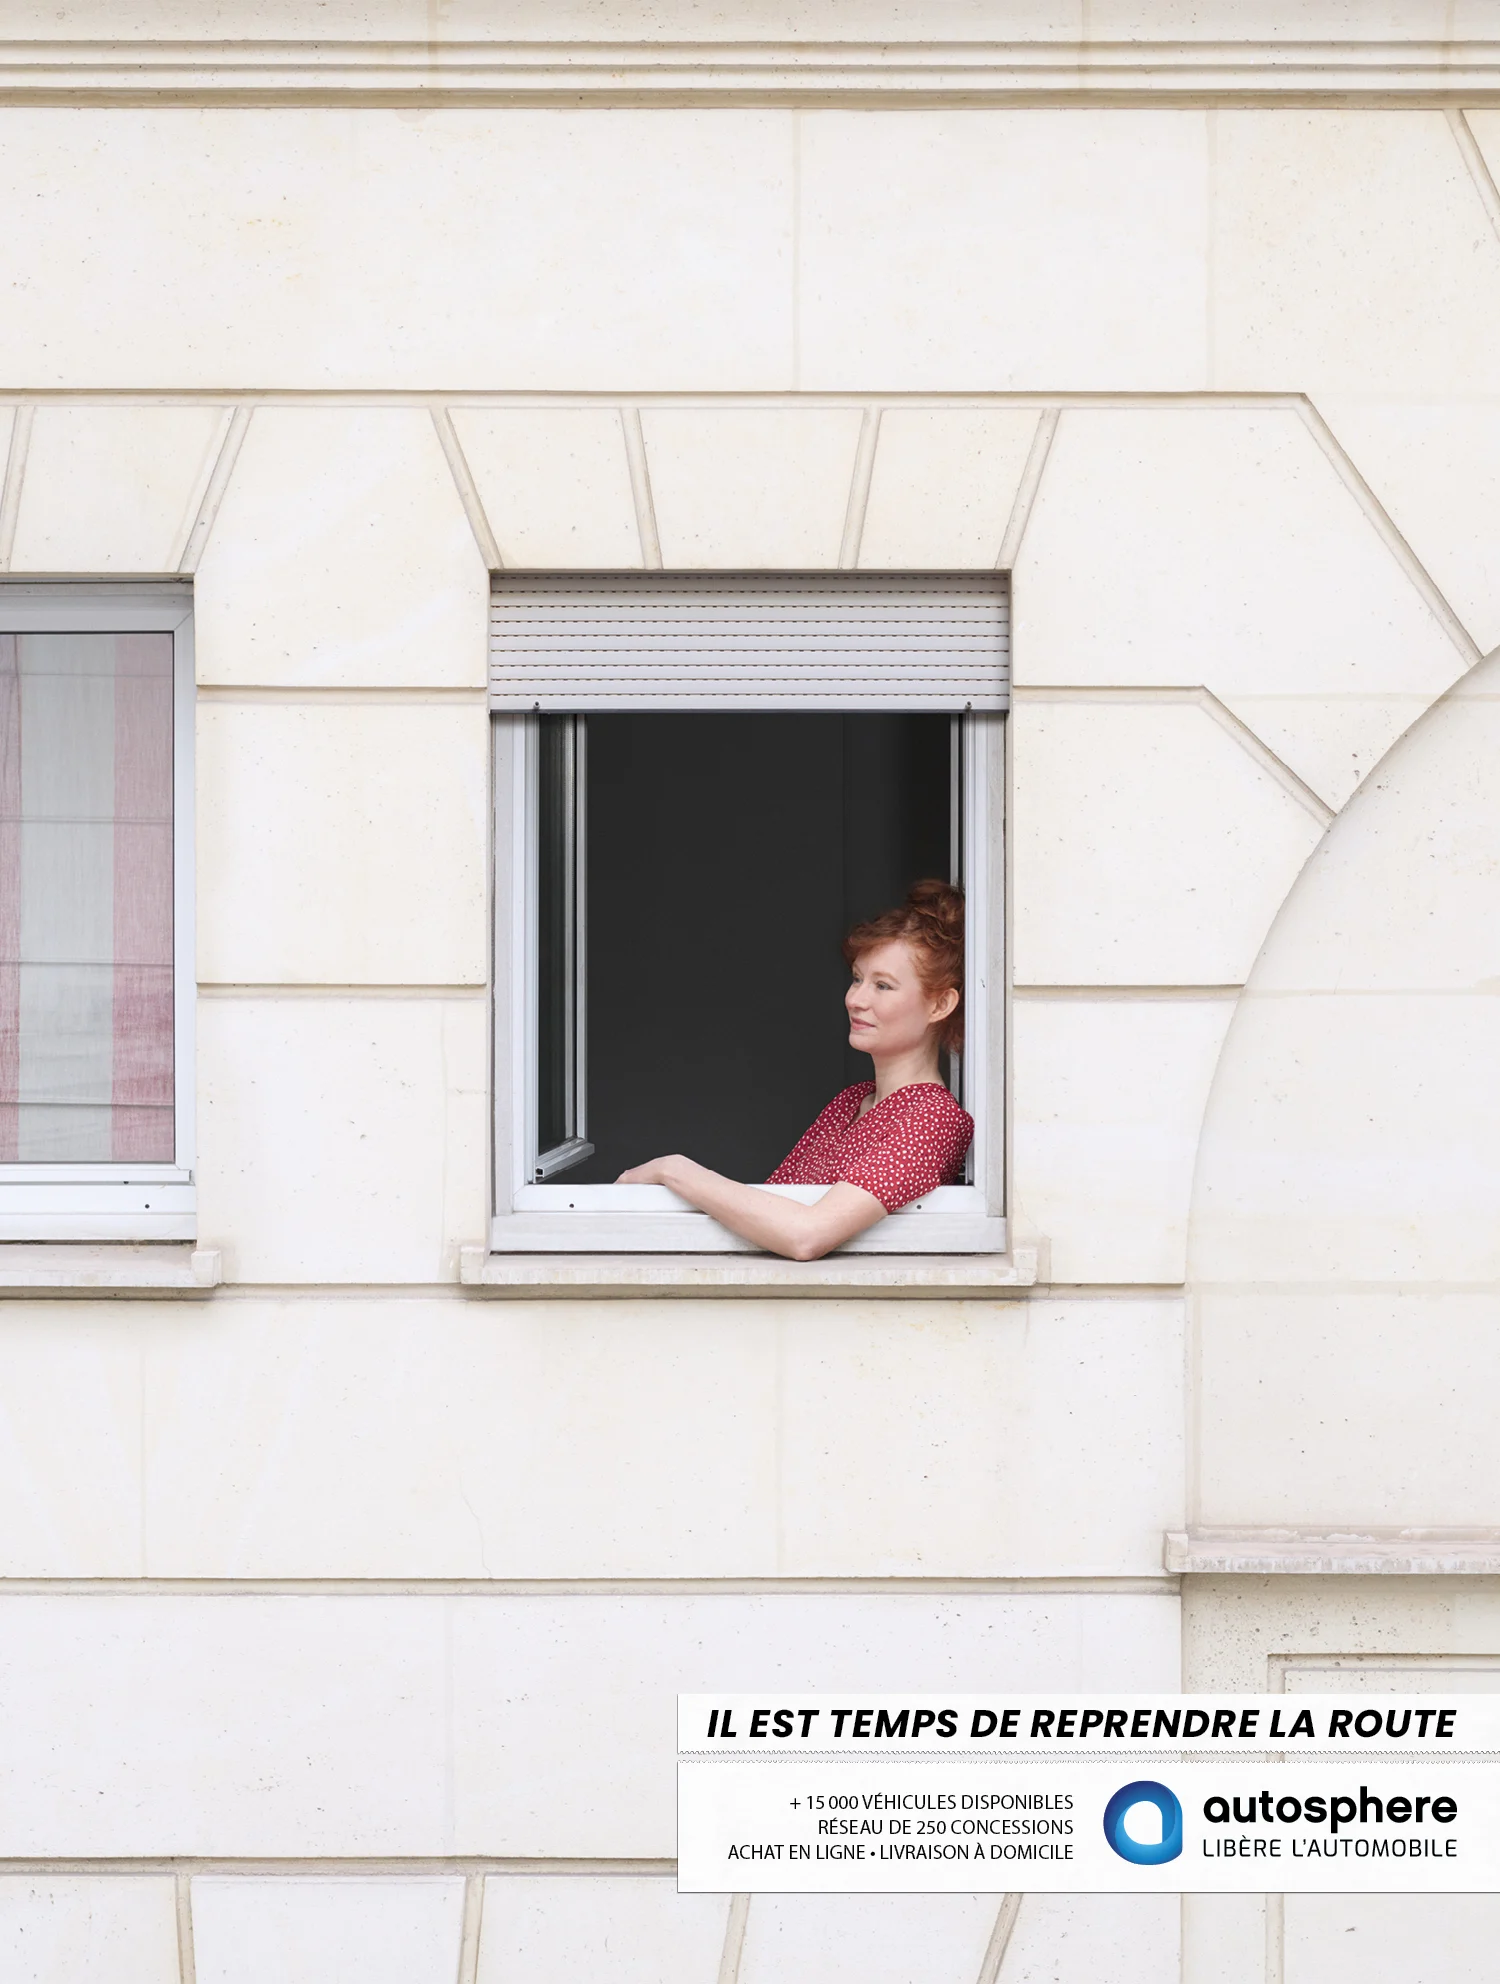 IL EST TEMPS DE REPRENDRE LA ROUTE
+ 15 000 VÉHICULES DISPONIBLES
RÉSEAU DE 250 CONCESSIONS
ACHAT EN LIGNE • LIVRAISON À DOMICILE
autosphere
LIBÈRE L'AUTOMOBILE